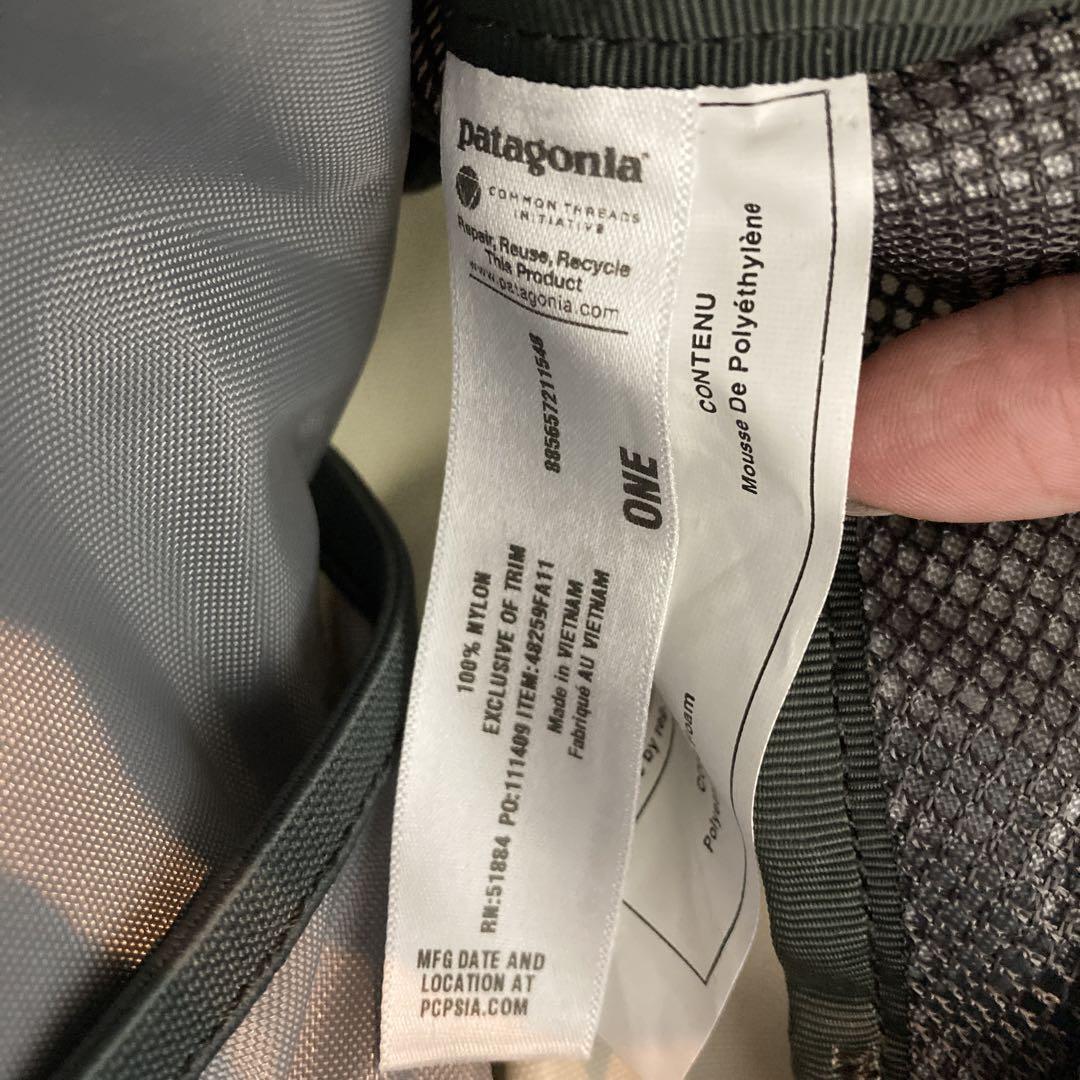 patagonia
COMMON THREADS
INITIATIVE
Repair, Reuse, Recycle
This Product
www.patagonia.com
885657211548
ONE
100% NYLON
EXCLUSIVE OF TRIM
RN:51884 PO:111409 ITEM:48259FA11
Made in VIETNAM
Fabriqué AU VIETNAM
MFG DATE AND
LOCATION AT
PCPSIA.COM
CONTENU
Mousse De Polyéthylène
by